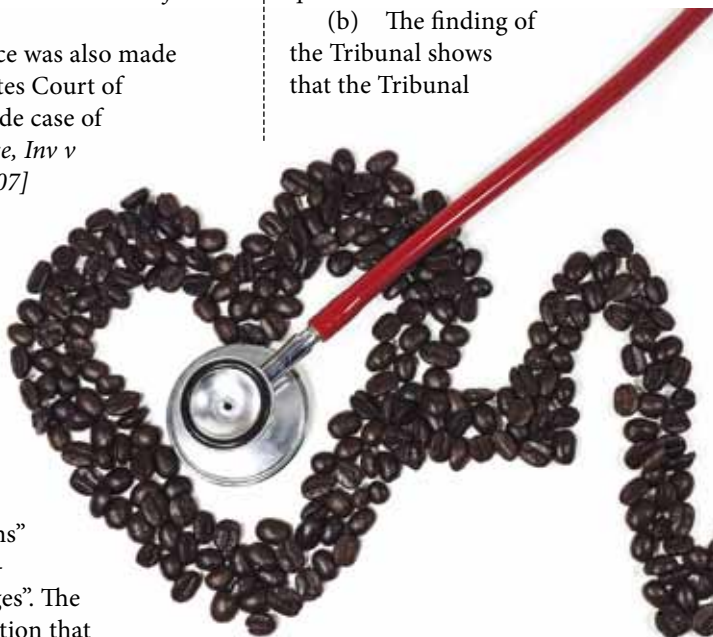 ce was also made
tes Court of
de case of
e, Inv v
07]
ns”
ges”. The
tion that
(b) The finding of
the Tribunal shows
that the Tribunal